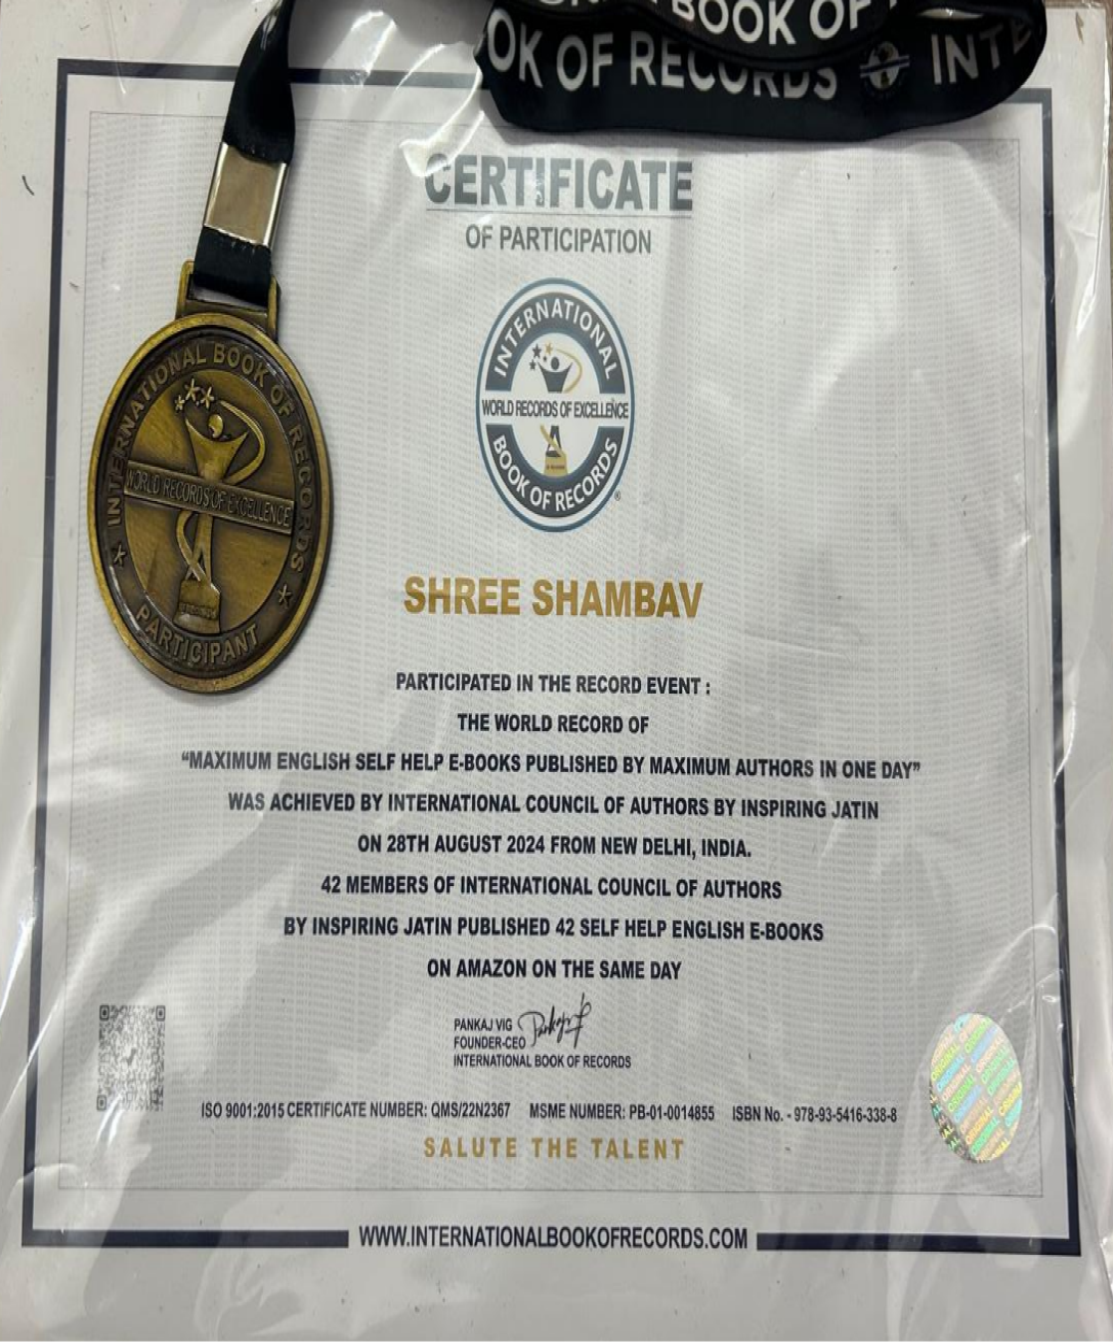 BOOK OF
OK OF RECORDS INTE
CERTIFICATE
OF PARTICIPATION
INTERNATIONAL
WORLD RECORDS OF EXCELLENCE
BOOK OF RECORDS
®
INTERNATIONAL BOOK OF RECORDS
WORLD RECORDS OF EXCELLENCE
PARTICIPANT
SHREE SHAMBAV
PARTICIPATED IN THE RECORD EVENT :
THE WORLD RECORD OF
“MAXIMUM ENGLISH SELF HELP E-BOOKS PUBLISHED BY MAXIMUM AUTHORS IN ONE DAY”
WAS ACHIEVED BY INTERNATIONAL COUNCIL OF AUTHORS BY INSPIRING JATIN
ON 28TH AUGUST 2024 FROM NEW DELHI, INDIA.
42 MEMBERS OF INTERNATIONAL COUNCIL OF AUTHORS
BY INSPIRING JATIN PUBLISHED 42 SELF HELP ENGLISH E-BOOKS
ON AMAZON ON THE SAME DAY
PANKAJ VIG
FOUNDER-CEO
INTERNATIONAL BOOK OF RECORDS
ORIGINAL
ISO 9001:2015 CERTIFICATE NUMBER: QMS/22N2367 MSME NUMBER: PB-01-0014855 ISBN No. - 978-93-5416-338-8
SALUTE THE TALENT
WWW.INTERNATIONALBOOKOFRECORDS.COM